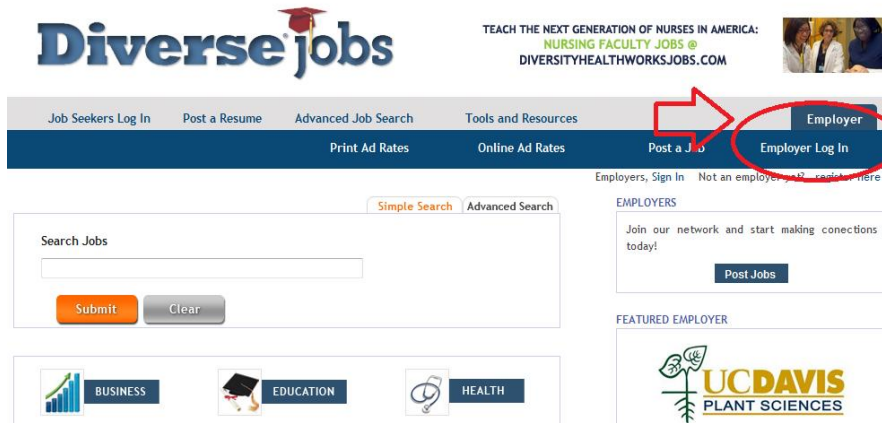 Diverse jobs
TEACH THE NEXT GENERATION OF NURSES IN AMERICA:
NURSING FACULTY JOBS @
DIVERSITYHEALTHWORKSJOBS.COM
Job Seekers Log In Post a Resume Advanced Job Search Tools and Resources Employer
Print Ad Rates Online Ad Rates Post a Job Employer Log In
Employers, Sign In Not an employer yet? register here
Simple Search Advanced Search
Search Jobs
Submit Clear
EMPLOYERS
Join our network and start making conections
today!
Post Jobs
FEATURED EMPLOYER
UCDAVIS
PLANT SCIENCES
BUSINESS EDUCATION HEALTH